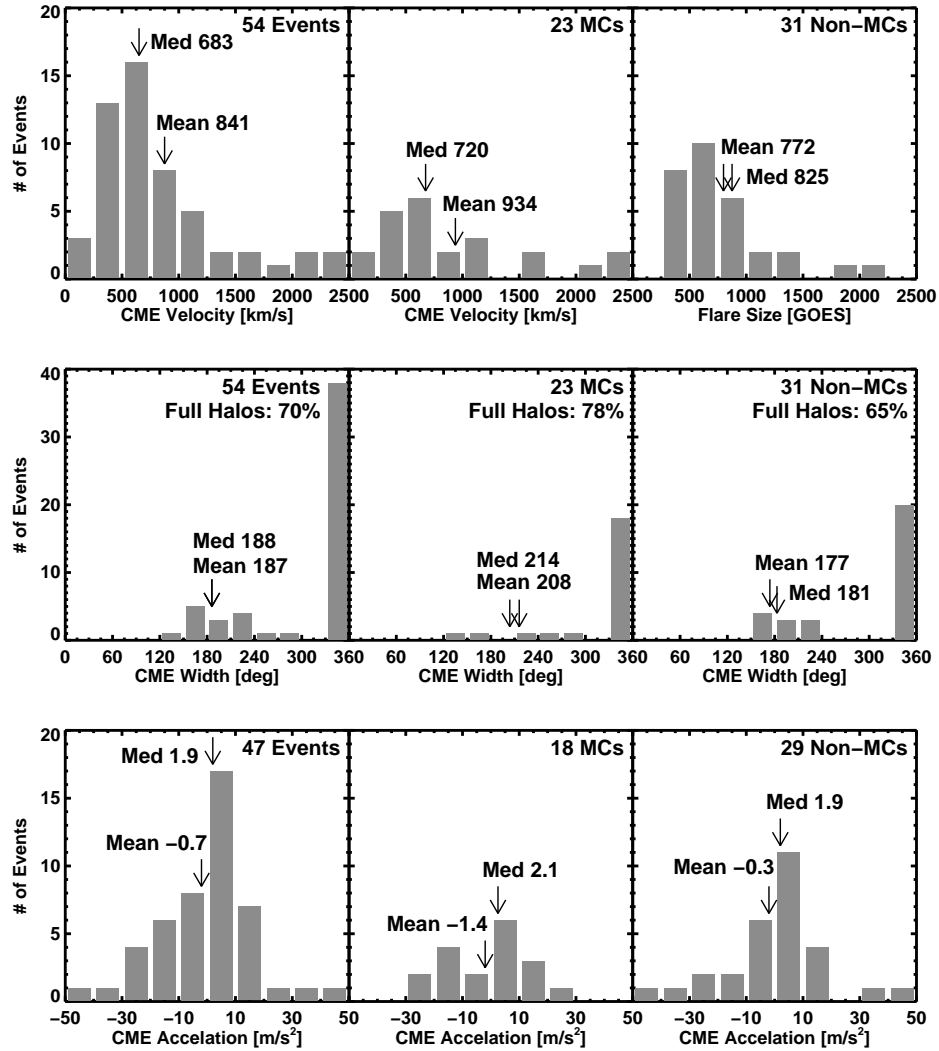 20
54 Events
23 MCs
31 Non−MCs
Med 683
15
Mean 841
Med 720
Mean 772
10
Mean 934
Med 825
5
0
# of Events
0 500 1000 1500 2000 2500 500 1000 1500 2000 2500 500 1000 1500 2000 2500
CME Velocity [km/s]
CME Velocity [km/s]
Flare Size [GOES]
40
54 Events
23 MCs
31 Non−MCs
Full Halos: 70%
Full Halos: 78%
Full Halos: 65%
30
20
Med 188
Mean 187
Med 214
Mean 208
Mean 177
Med 181
10
0
# of Events
0 60 120 180 240 300 360 60 120 180 240 300 360 60 120 180 240 300 360
CME Width [deg]
CME Width [deg]
CME Width [deg]
20
47 Events
18 MCs
29 Non−MCs
Med 1.9
15
Med 1.9
Mean −0.7
10
Med 2.1
Mean −0.3
Mean −1.4
5
0
# of Events
−50 −30 −10 10 30 50 −30 −10 10 30 50 −30 −10 10 30 50
CME Accelation [m/s²]
CME Accelation [m/s²]
CME Accelation [m/s²]